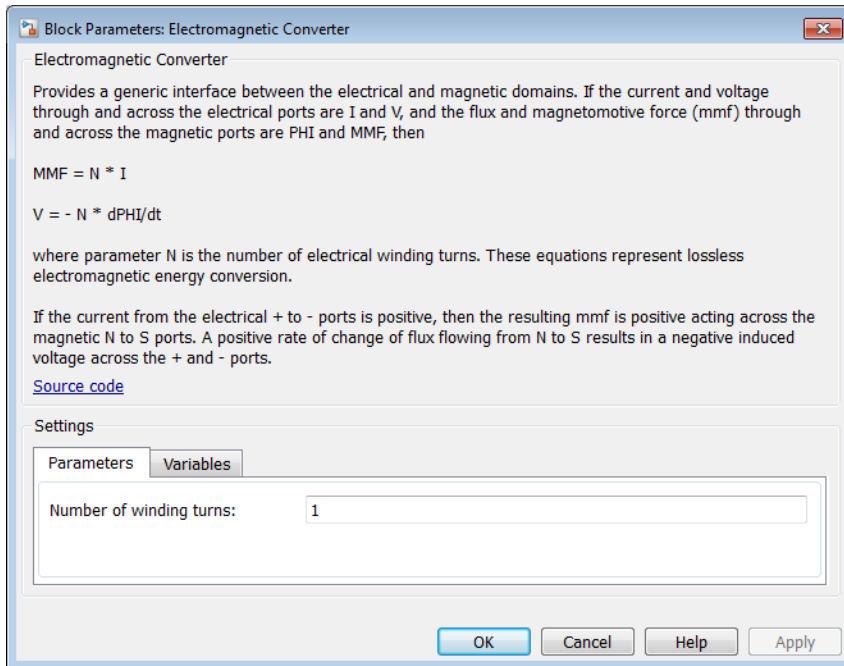 Block Parameters: Electromagnetic Converter
Electromagnetic Converter
Provides a generic interface between the electrical and magnetic domains. If the current and voltage
through and across the electrical ports are I and V, and the flux and magnetomotive force (mmf) through
and across the magnetic ports are PHI and MMF, then
MMF = N * I
V = - N * dPHI/dt
where parameter N is the number of electrical winding turns. These equations represent lossless
electromagnetic energy conversion.
If the current from the electrical + to - ports is positive, then the resulting mmf is positive acting across the
magnetic N to S ports. A positive rate of change of flux flowing from N to S results in a negative induced
voltage across the + and - ports.
Source code
Settings
Parameters Variables
Number of winding turns: 1
OK Cancel Help Apply